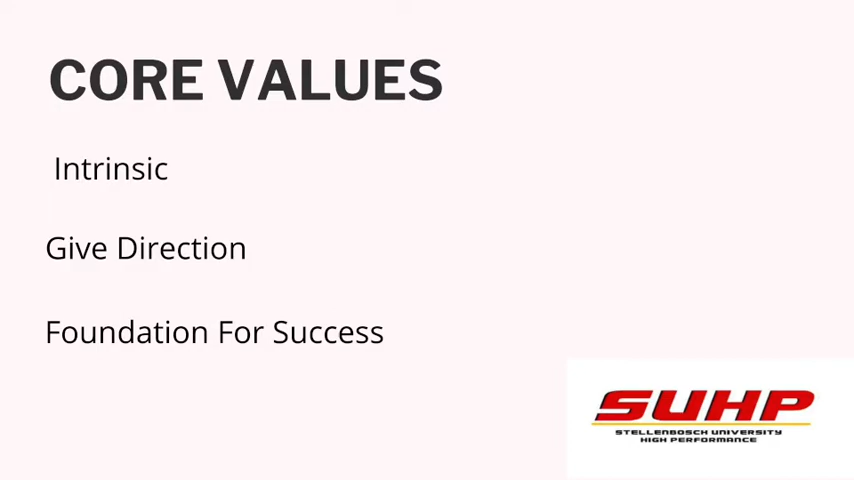 CORE VALUES
Intrinsic
Give Direction
Foundation For Success
SUHP
STELLENBOSCH UNIVERSITY
HIGH PERFORMANCE